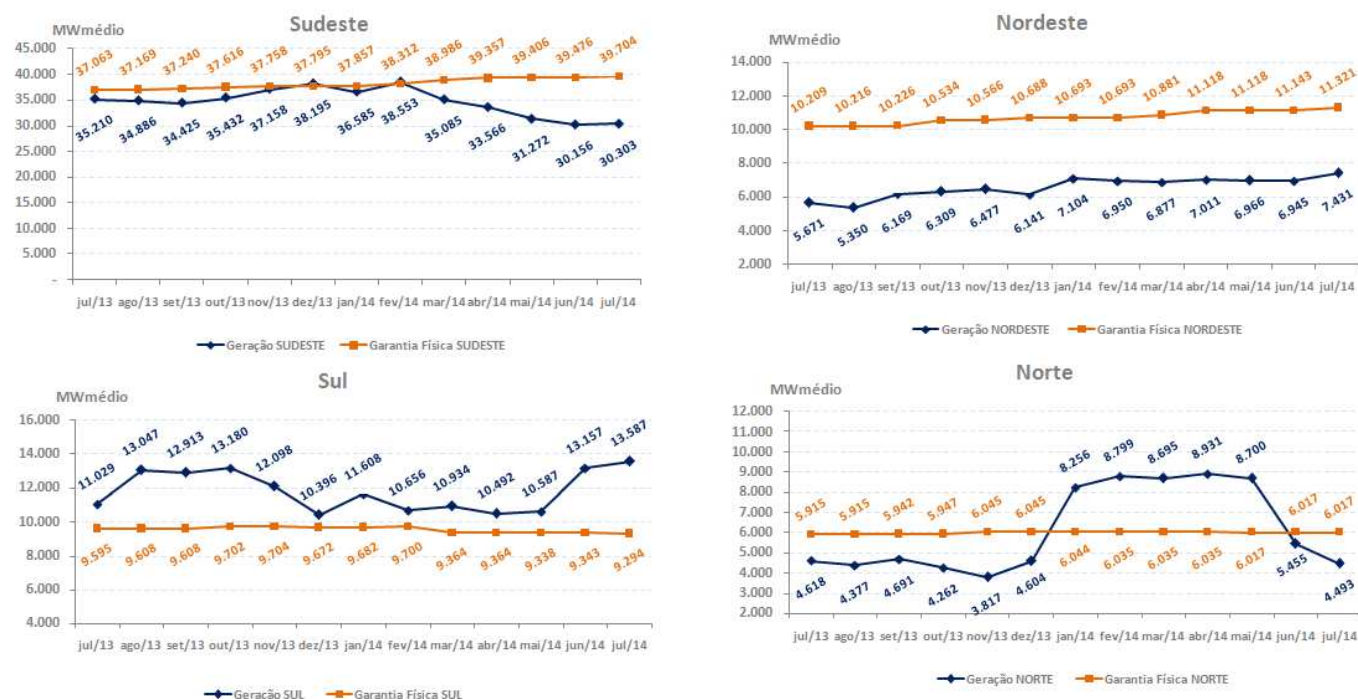 Sudeste
MWmédio
45.000
40.000
35.000
30.000
25.000
20.000
15.000
10.000
5.000
-
37.063 37.169 37.240 37.616 37.758 37.795 37.857 38.312 38.986 39.357 39.406 39.476 39.704
35.210 34.886 34.425 35.432 37.158 38.195 36.585 38.553 35.085 33.566 31.272 30.156 30.303
jul/13 ago/13 set/13 out/13 nov/13 dez/13 jan/14 fev/14 mar/14 abr/14 mai/14 jun/14 jul/14
Geração SUDESTE Garantia Física SUDESTE
Nordeste
MWmédio
14.000
12.000
10.000
8.000
6.000
4.000
2.000
10.209 10.216 10.226 10.534 10.566 10.688 10.693 10.693 10.881 11.118 11.118 11.143 11.321
5.671 5.350 6.169 6.309 6.477 6.141 7.104 6.950 6.877 7.011 6.966 6.945 7.431
jul/13 ago/13 set/13 out/13 nov/13 dez/13 jan/14 fev/14 mar/14 abr/14 mai/14 jun/14 jul/14
Geração NORDESTE Garantia Física NORDESTE
Sul
MWmédio
16.000
14.000
12.000
10.000
8.000
6.000
4.000
11.029 13.047 12.913 13.180 12.098 10.396 11.608 10.656 10.934 10.492 10.587 13.157 13.587
9.595 9.608 9.608 9.702 9.704 9.672 9.682 9.700 9.364 9.364 9.338 9.343 9.294
jul/13 ago/13 set/13 out/13 nov/13 dez/13 jan/14 fev/14 mar/14 abr/14 mai/14 jun/14 jul/14
Geração SUL Garantia Física SUL
Norte
MWmédio
12.000
11.000
10.000
9.000
8.000
7.000
6.000
5.000
4.000
3.000
2.000
5.915 5.915 5.942 5.947 6.045 6.045 6.044 6.035 6.035 6.035 6.017 6.017 6.017
4.618 4.377 4.691 4.262 3.817 4.604 8.256 8.799 8.695 8.931 8.700 5.455 4.493
jul/13 ago/13 set/13 out/13 nov/13 dez/13 jan/14 fev/14 mar/14 abr/14 mai/14 jun/14 jul/14
Geração NORTE Garantia Física NORTE